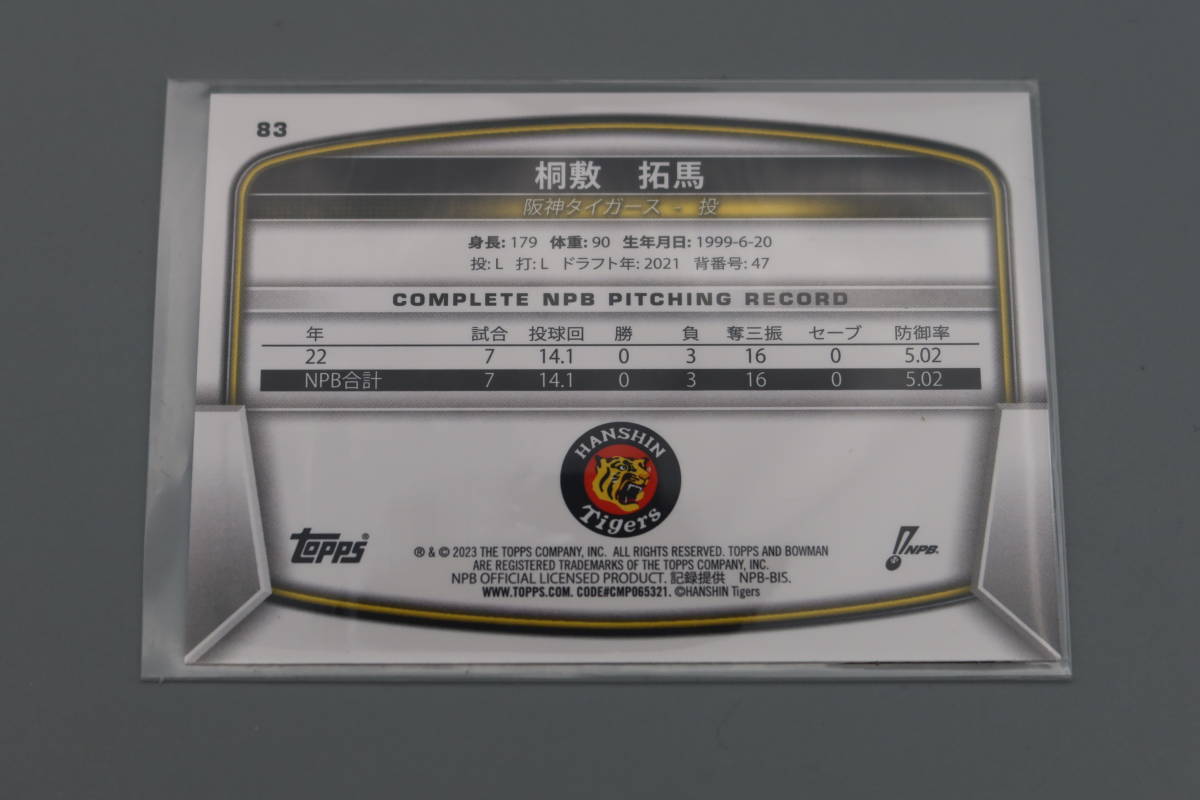 83
桐敷 拓馬
阪神タイガース - 投
身長: 179 体重: 90 生年月日: 1999-6-20
投: L 打: L ドラフト年: 2021 背番号: 47
COMPLETE NPB PITCHING RECORD
年 試合 投球回 勝 負 奪三振 セーブ 防御率
22 7 14.1 0 3 16 0 5.02
NPB合計 7 14.1 0 3 16 0 5.02
HANSHIN
Tigers
topps®
NPB.
® & © 2023 THE TOPPS COMPANY, INC. ALL RIGHTS RESERVED. TOPPS AND BOWMAN
ARE REGISTERED TRADEMARKS OF THE TOPPS COMPANY, INC.
NPB OFFICIAL LICENSED PRODUCT. 記録提供 NPB-BIS.
WWW.TOPPS.COM. CODE#CMP065321. ©HANSHIN Tigers